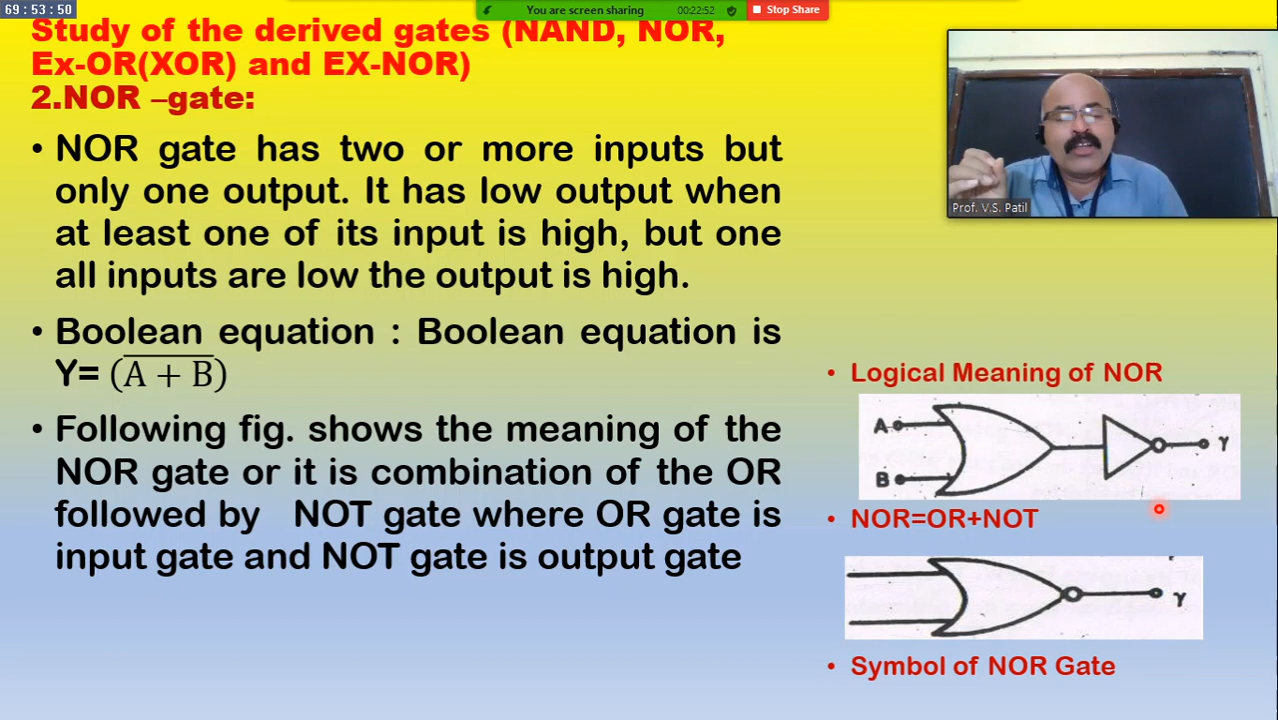 69:53:50
You are screen sharing
00:22:52
Stop Share
Study of the derived gates (NAND, NOR,
Ex-OR(XOR) and EX-NOR)
2.NOR –gate:
• NOR gate has two or more inputs but
only one output. It has low output when
at least one of its input is high, but one
all inputs are low the output is high.
• Boolean equation : Boolean equation is
Y= (\overline{A + B})
• Following fig. shows the meaning of the
NOR gate or it is combination of the OR
followed by NOT gate where OR gate is
input gate and NOT gate is output gate
Prof. V.S. Patil
• Logical Meaning of NOR
A
B
Y
• NOR=OR+NOT
Y
• Symbol of NOR Gate